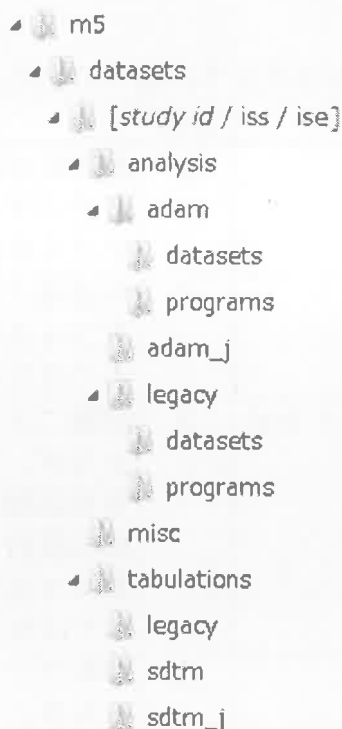 m5
datasets
[study id / iss / ise]
analysis
adam
datasets
programs
adam_j
legacy
datasets
programs
misc
tabulations
legacy
sdtm
sdtm_j